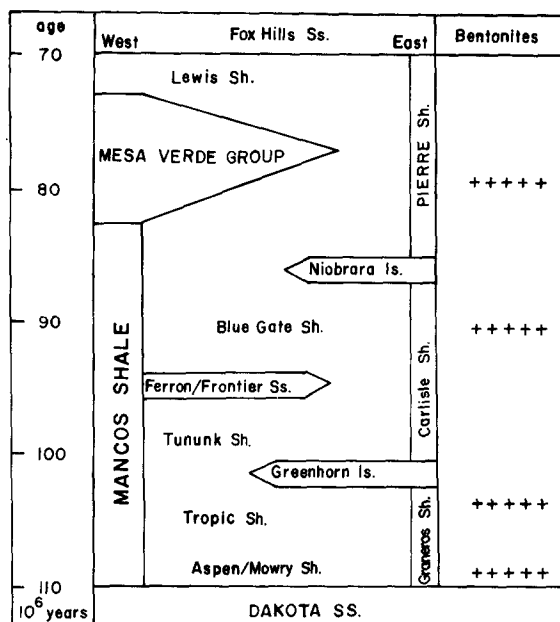 age
Fox Hills Ss.
Bentonites
West
East
70
Lewis Sh.
MESA VERDE GROUP
PIERRE Sh.
80
+++++
Niobrara ls.
90
Blue Gate Sh.
+++++
MANCOS SHALE
Ferron/Frontier Ss.
Carlisle Sh.
Tununk Sh.
100
Greenhorn ls.
Tropic Sh.
+++++
Graneros Sh.
Aspen/Mowry Sh.
+++++
110
10⁶ years
DAKOTA SS.